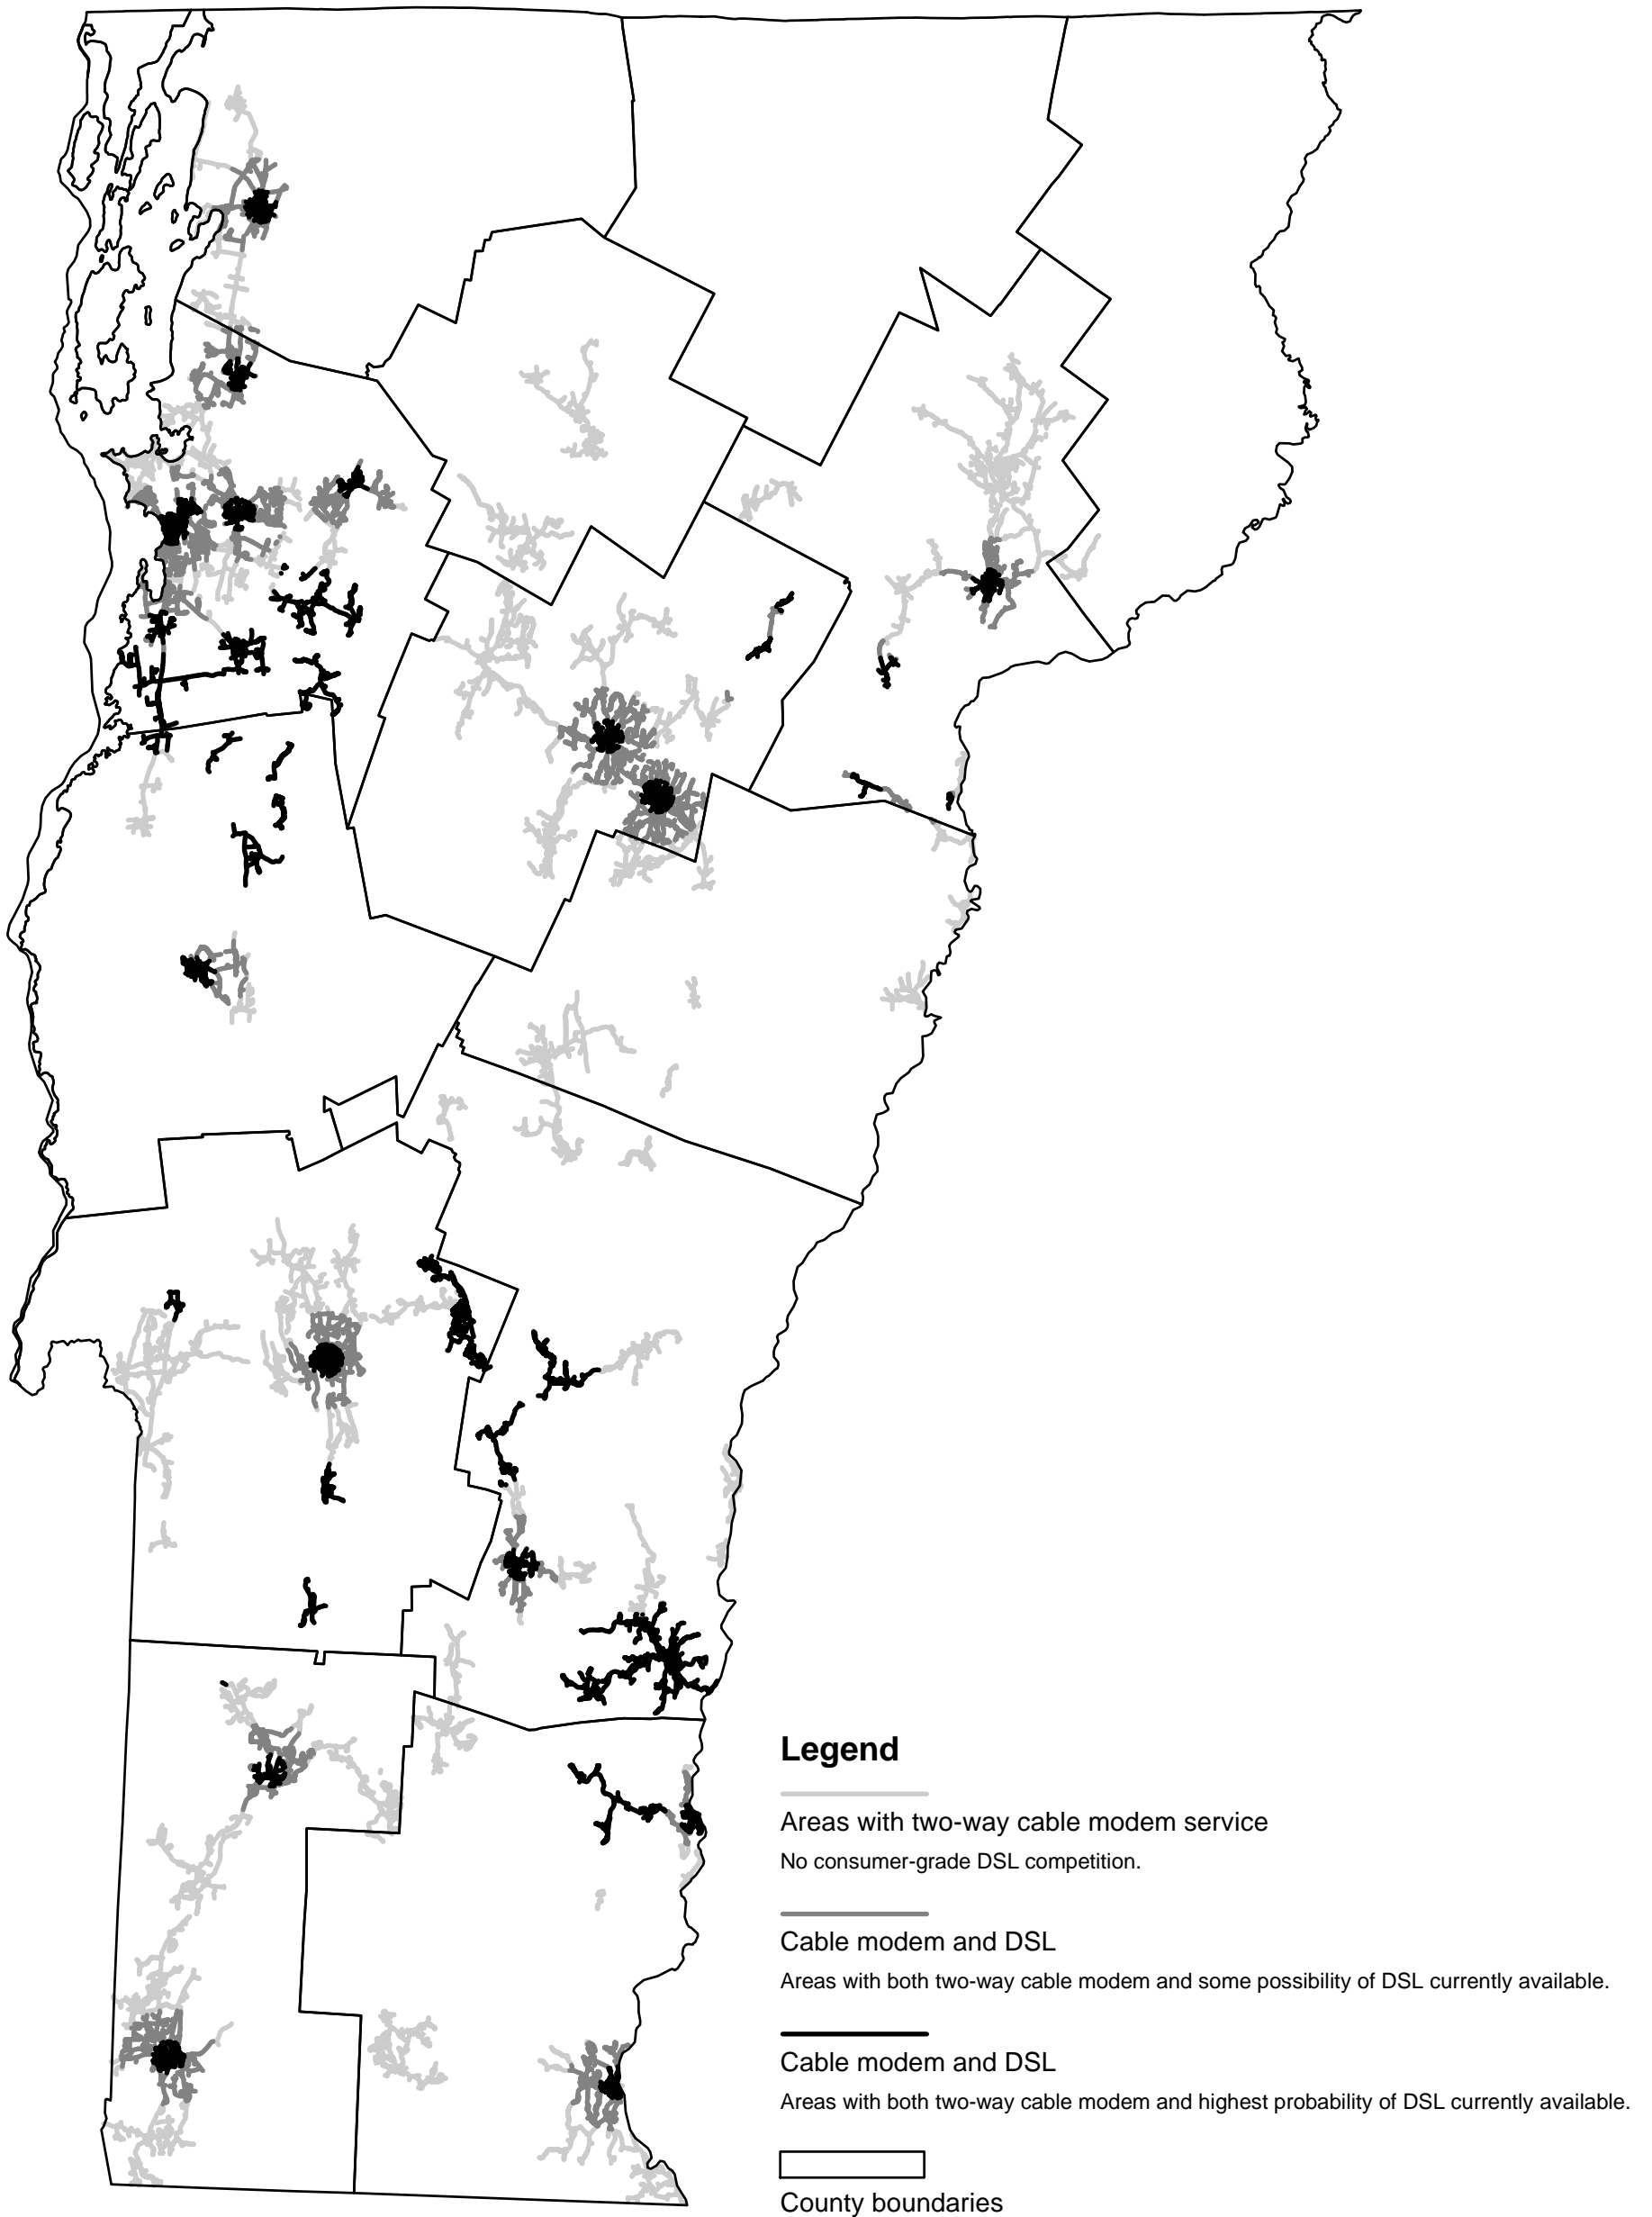 Legend
Areas with two-way cable modem service
No consumer-grade DSL competition.
Cable modem and DSL
Areas with both two-way cable modem and some possibility of DSL currently available.
Cable modem and DSL
Areas with both two-way cable modem and highest probability of DSL currently available.
County boundaries